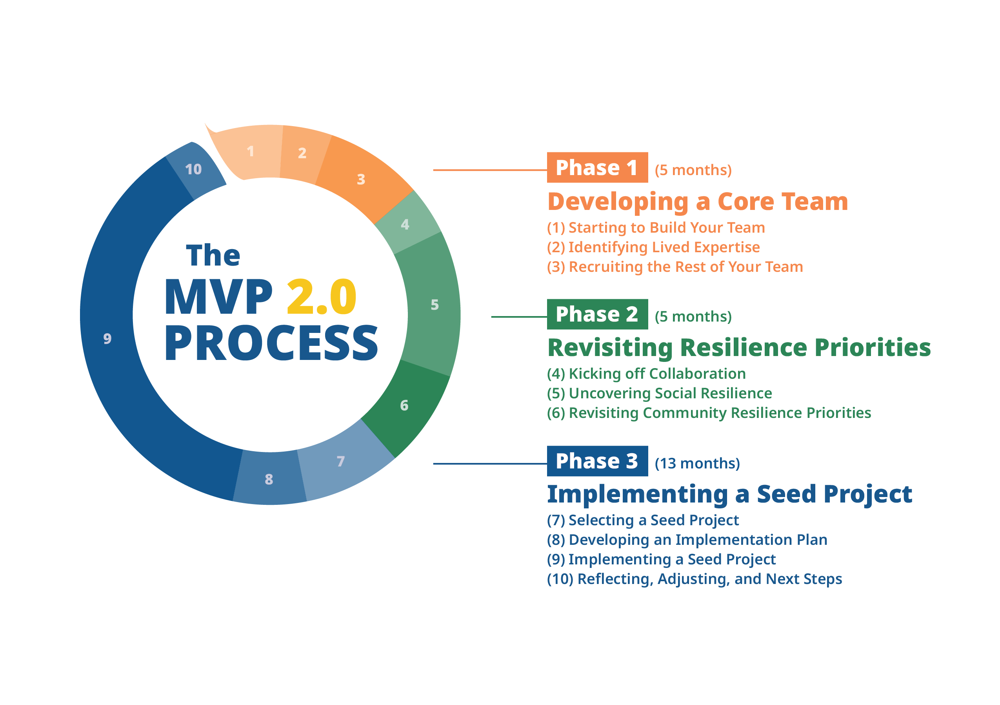 The
MVP 2.0
PROCESS
1
2
3
4
5
6
7
8
9
10
Phase 1 (5 months)
Developing a Core Team
(1) Starting to Build Your Team
(2) Identifying Lived Expertise
(3) Recruiting the Rest of Your Team
Phase 2 (5 months)
Revisiting Resilience Priorities
(4) Kicking off Collaboration
(5) Uncovering Social Resilience
(6) Revisiting Community Resilience Priorities
Phase 3 (13 months)
Implementing a Seed Project
(7) Selecting a Seed Project
(8) Developing an Implementation Plan
(9) Implementing a Seed Project
(10) Reflecting, Adjusting, and Next Steps